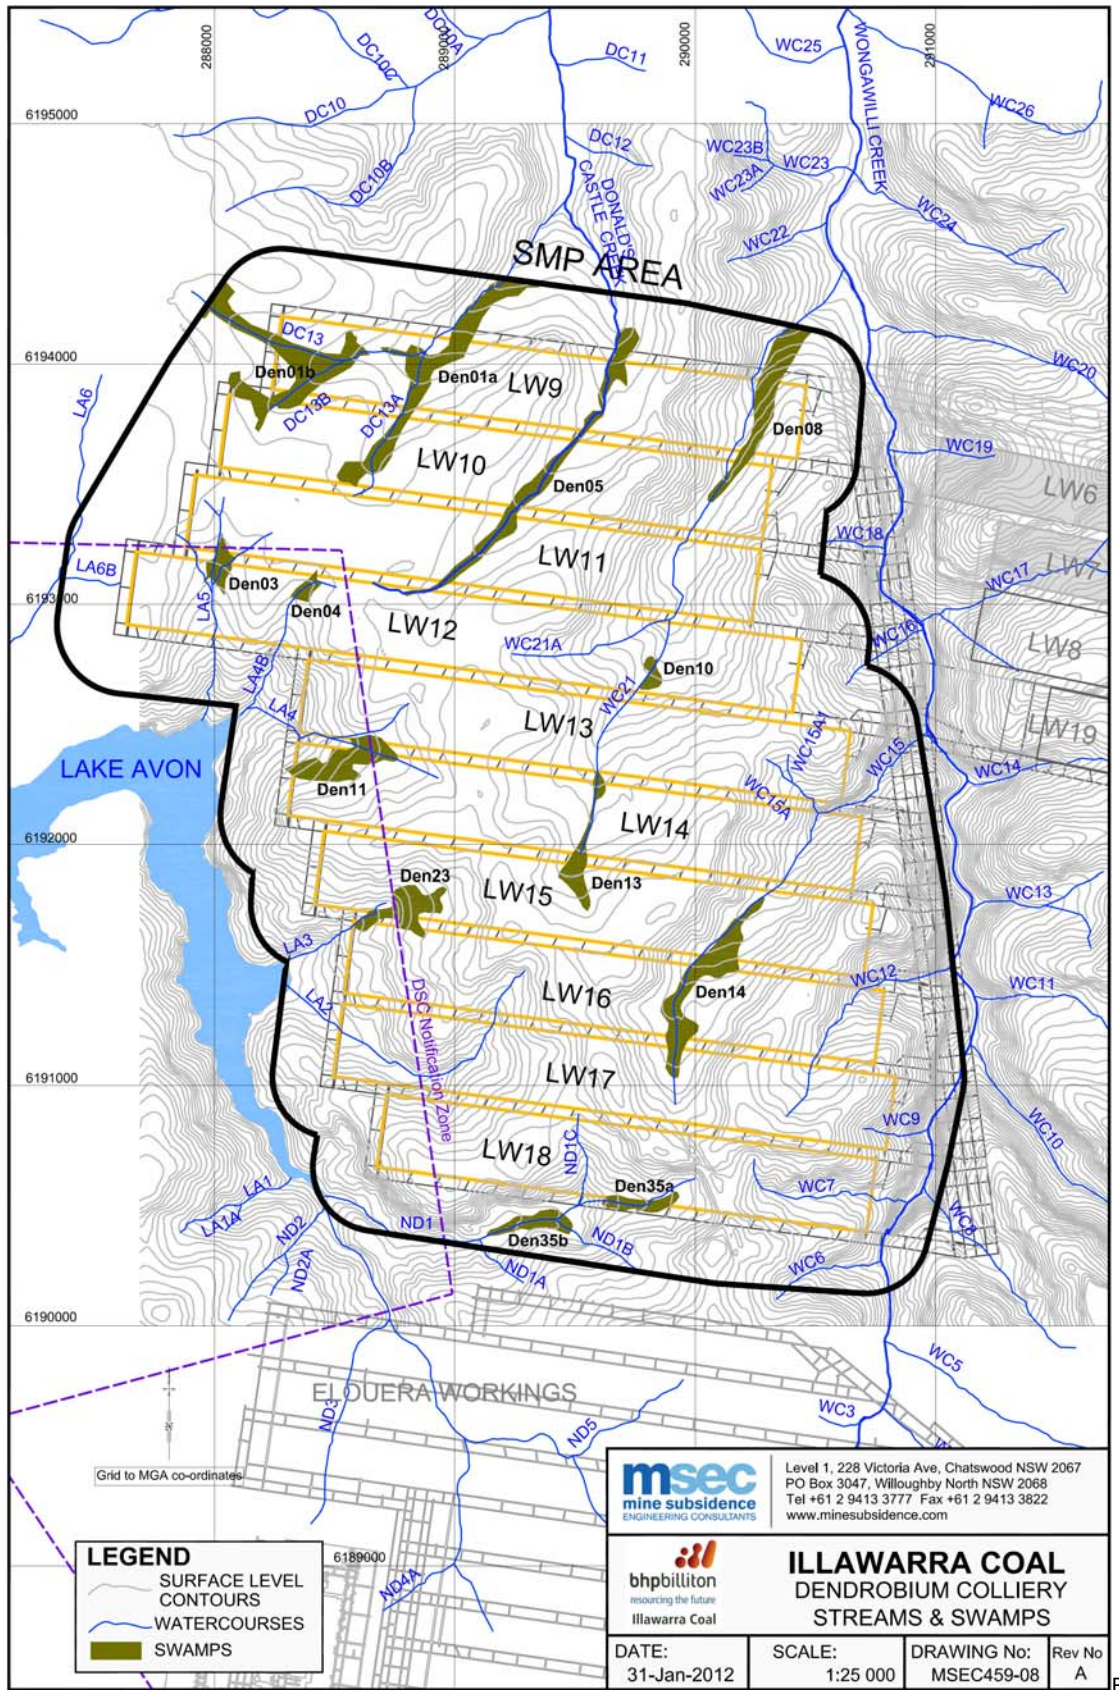 288000
289000
290000
291000
DC10A
DC10C
DC11
WC25
WONGAWILLI CREEK
WC26
6195000
DC10
DC12
DC10B
DONALD'S
CASTLE CREEK
WC23B
WC23
WC23A
WC24
WC22
SMP AREA
6194000
DC13
Den01b
Den01a
LW9
WC20
LA6
DC13B
DC13A
Den08
WC19
LW10
Den05
LW6
WC18
LW11
LW7
WC17
LA6B
Den03
Den04
6193000
LA5
LW12
WC21A
WC16
LW8
LA4B
Den10
WC21
LA4
LW13
WC15A1
WC15
LW19
LAKE AVON
WC14
Den11
WC15A
LW14
6192000
Den23
LW15
Den13
WC13
LA3
WC12
WC11
LA2
Den14
LW16
DSC Notification Zone
6191000
LW17
WC9
WC10
LW18
ND1C
LA1
Den35a
WC7
LA1A
ND2
ND1
Den35b
ND1B
WC8
ND2A
ND1A
WC6
6190000
WC5
ELOUERA WORKINGS
ND3
ND5
WC3
N
Grid to MGA co-ordinates
6189000
ND4A
LEGEND
SURFACE LEVEL
CONTOURS
WATERCOURSES
SWAMPS
msec
mine subsidence
ENGINEERING CONSULTANTS
Level 1, 228 Victoria Ave, Chatswood NSW 2067
PO Box 3047, Willoughby North NSW 2068
Tel +61 2 9413 3777 Fax +61 2 9413 3822
www.minesubsidence.com
bhpbilliton
resourcing the future
Illawarra Coal
ILLAWARRA COAL
DENDROBIUM COLLIERY
STREAMS & SWAMPS
DATE:
31-Jan-2012
SCALE:
1:25 000
DRAWING No:
MSEC459-08
Rev No
A